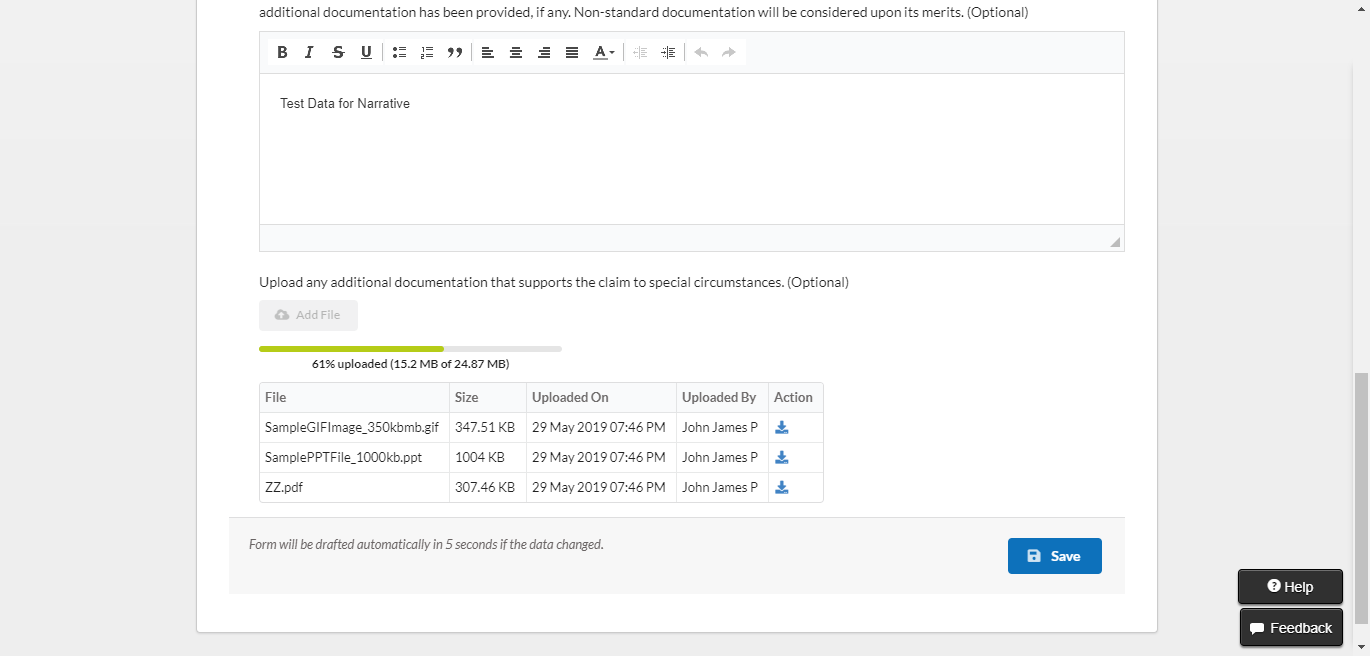 additional documentation has been provided, if any. Non-standard documentation will be considered upon its merits. (Optional)
B I S U A
Test Data for Narrative
Upload any additional documentation that supports the claim to special circumstances. (Optional)
Add File
61% uploaded (15.2 MB of 24.87 MB)
File Size Uploaded On Uploaded By Action
SampleGIFImage_350kbmb.gif 347.51 KB 29 May 2019 07:46 PM John James P
SamplePPTFile_1000kb.ppt 1004 KB 29 May 2019 07:46 PM John James P
ZZ.pdf 307.46 KB 29 May 2019 07:46 PM John James P
Form will be drafted automatically in 5 seconds if the data changed.
Save
Help
Feedback